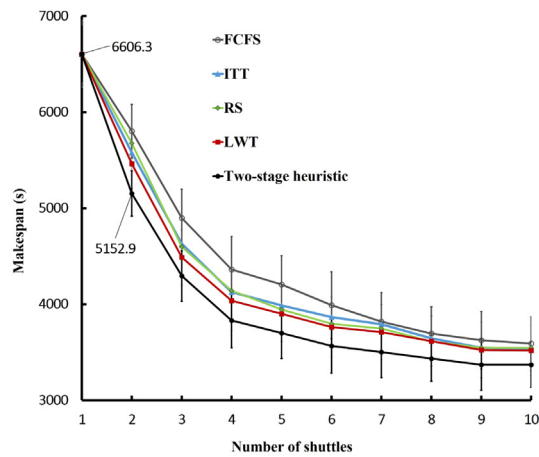 7000
6606.3
FCFS
ITT
6000
RS
LWT
Two-stage heuristic
5000
Makespan (s)
5152.9
4000
3000
1 2 3 4 5 6 7 8 9 10
Number of shuttles